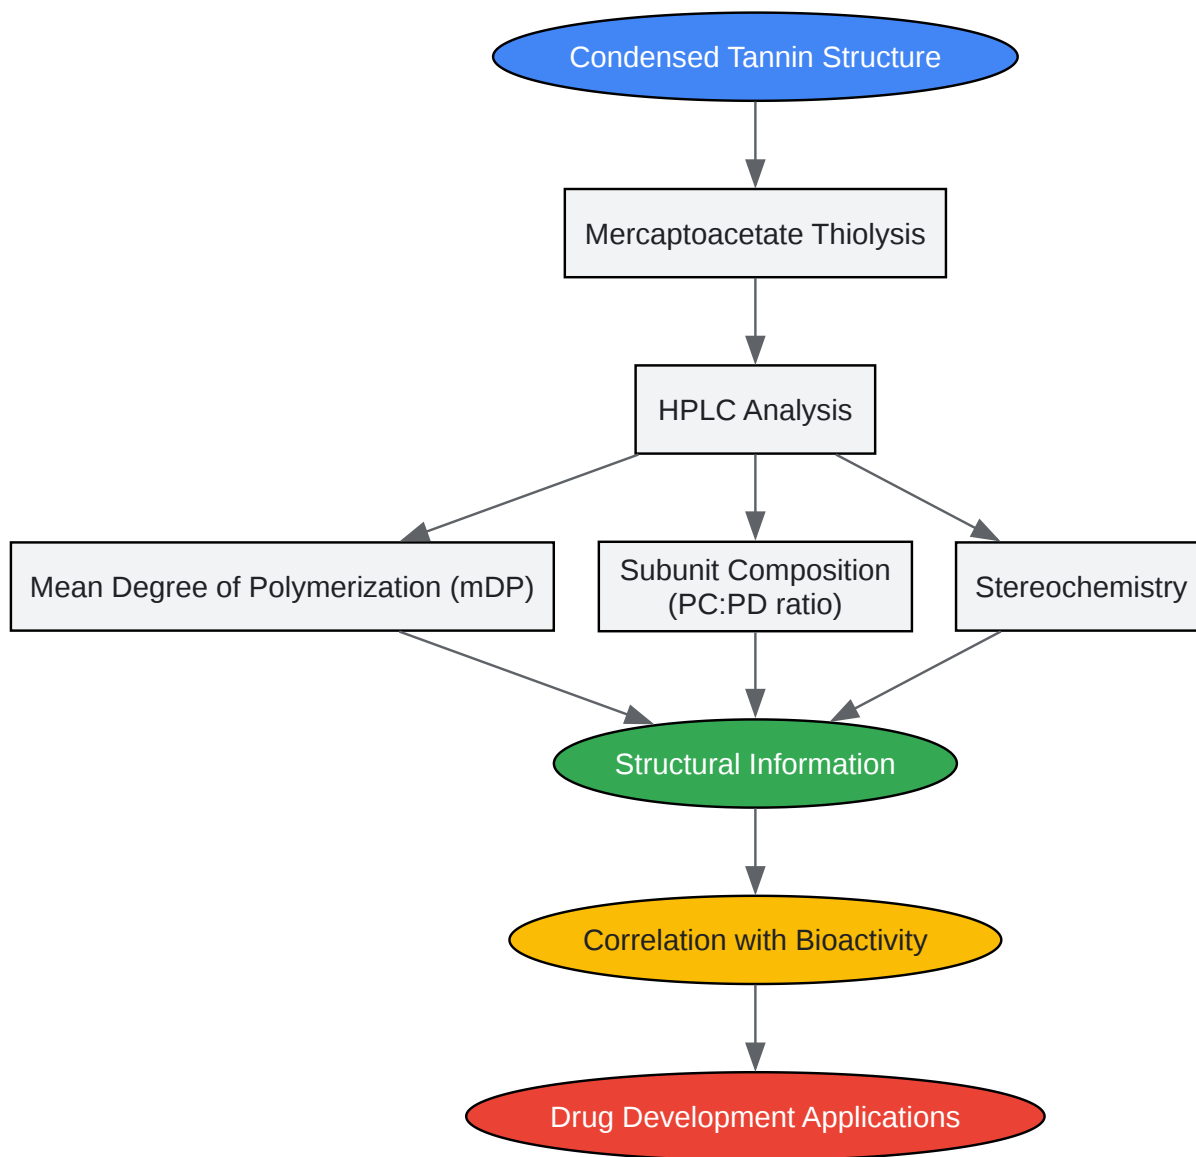 Condensed Tannin Structure
Mercaptoacetate Thiolysis
HPLC Analysis
Mean Degree of Polymerization (mDP)
Subunit Composition
(PC:PD ratio)
Stereochemistry
Structural Information
Correlation with Bioactivity
Drug Development Applications